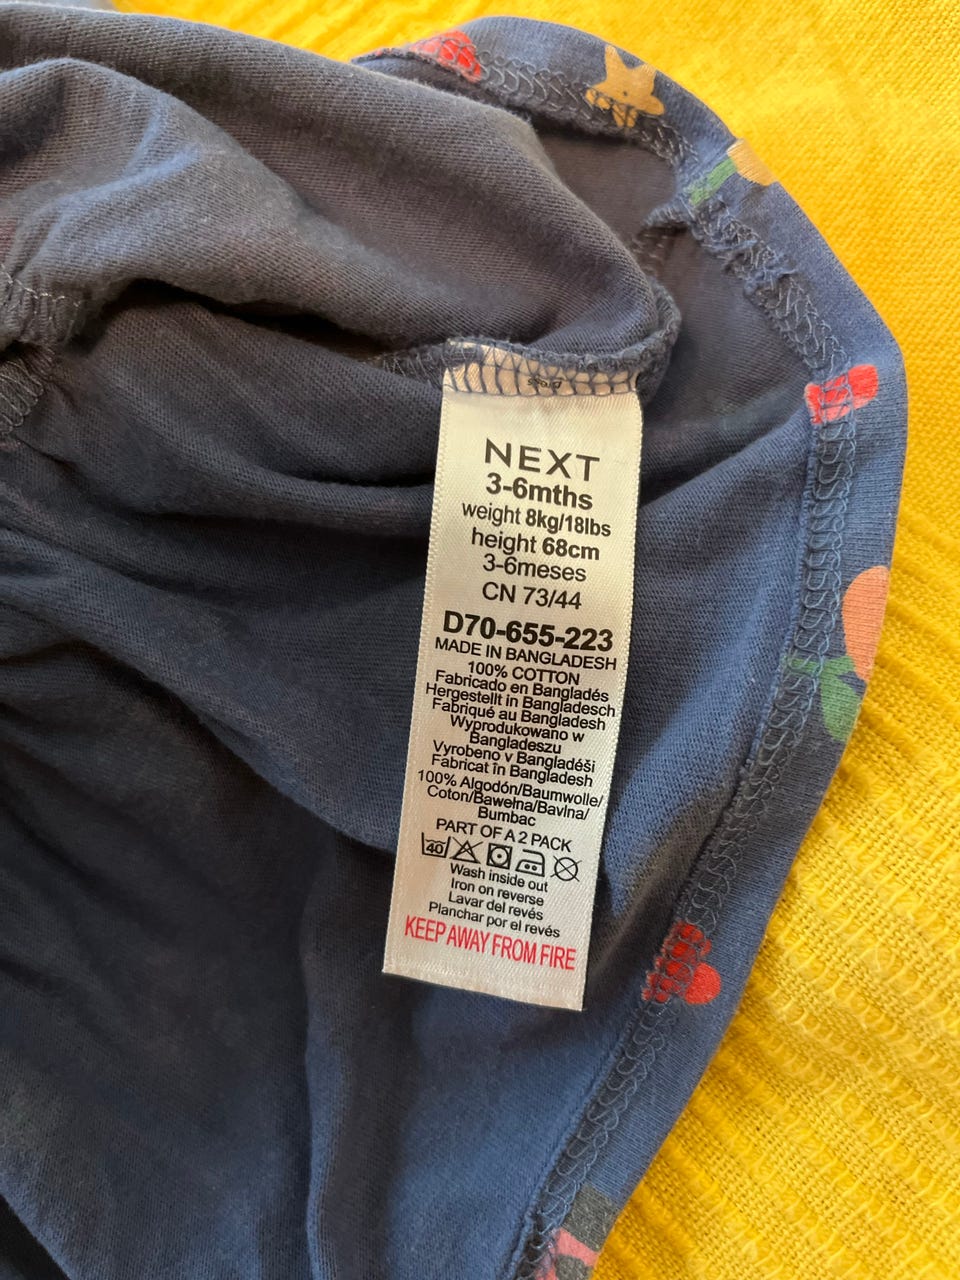 NEXT
3-6mths
weight 8kg/18lbs
height 68cm
3-6meses
CN 73/44
D70-655-223
MADE IN BANGLADESH
100% COTTON
Fabricado en Bangladés
Hergestellt in Bangladesch
Fabriqué au Bangladesh
Wyprodukowano w
Bangladeszu
Vyrobeno v Bangladéši
Fabricat în Bangladesh
100% Algodón/Baumwolle/
Coton/Bawełna/Bavlna/
Bumbac
PART OF A 2 PACK
40
Wash inside out
Iron on reverse
Lavar del revés
Planchar por el revés
KEEP AWAY FROM FIRE